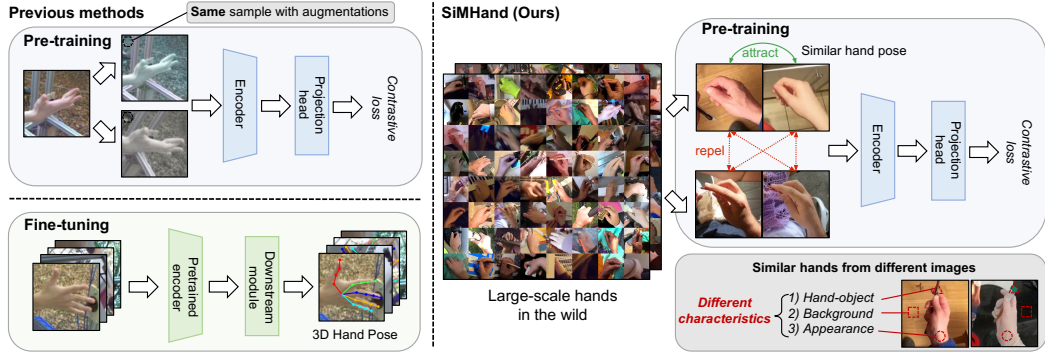 Previous methods
Same sample with augmentations
Pre-training
Encoder
Projection
head
Contrastive
loss
Fine-tuning
Pretrained
encoder
Downstream
module
3D Hand Pose
SiMHand (Ours)
Large-scale hands
in the wild
Pre-training
attract
Similar hand pose
repel
Encoder
Projection
head
Contrastive
loss
Similar hands from different images
Different
characteristics
1) Hand-object
2) Background
3) Appearance